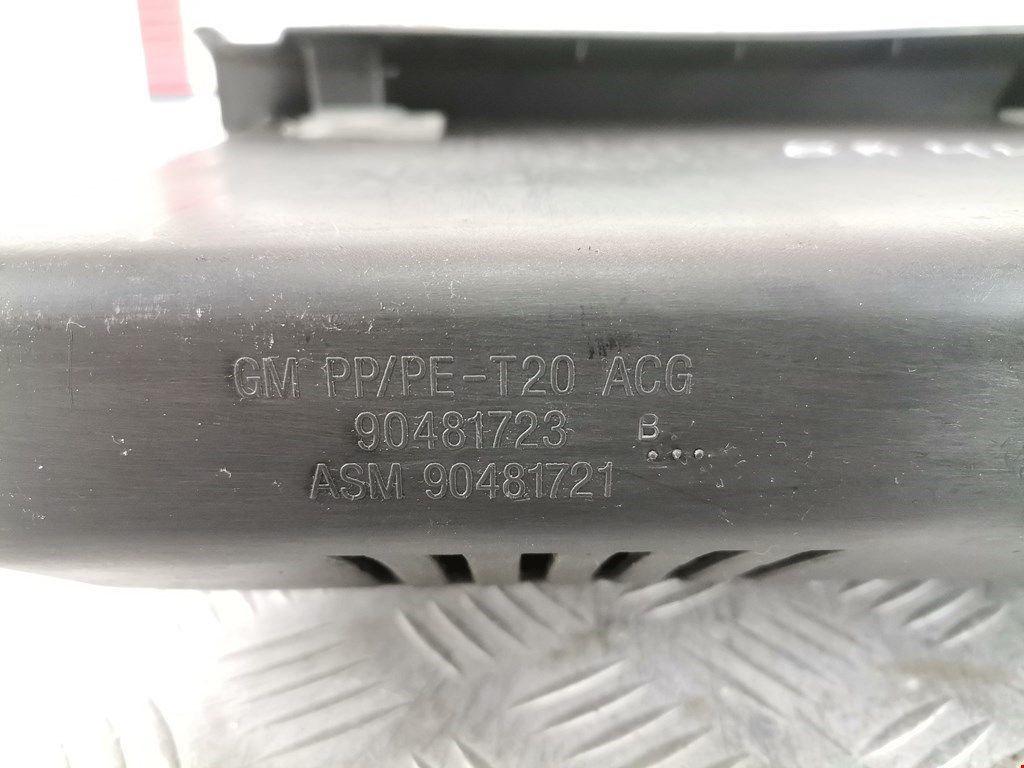 GM PP/PE-T20 ACG
90481723 B
ASM 90481721